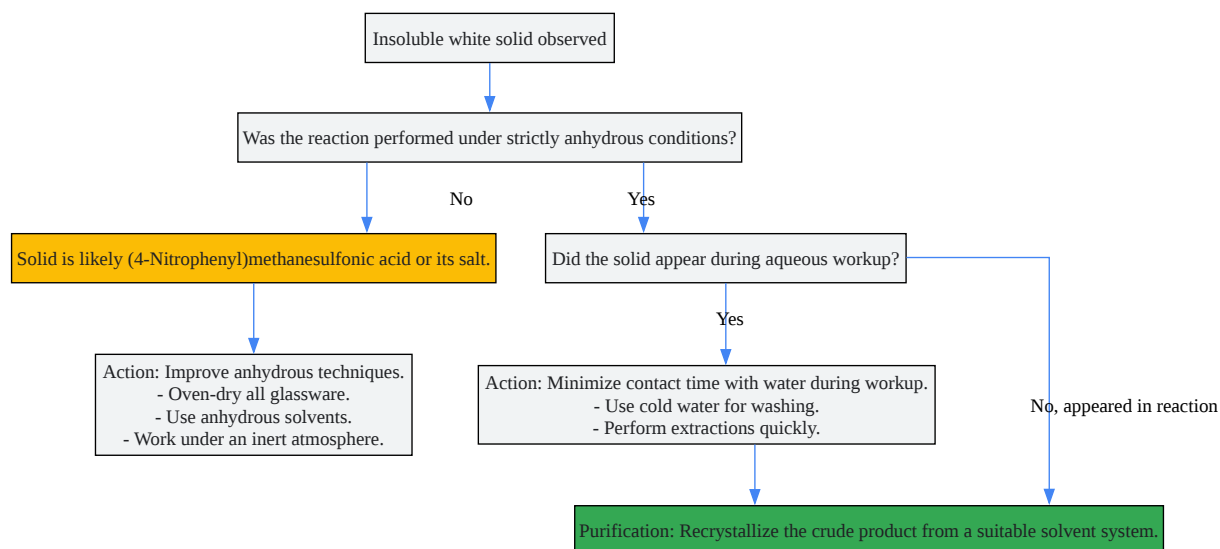 Insoluble white solid observed
Was the reaction performed under strictly anhydrous conditions?
No
Yes
Solid is likely (4-Nitrophenyl)methanesulfonic acid or its salt.
Did the solid appear during aqueous workup?
Yes
Action: Improve anhydrous techniques.
- Oven-dry all glassware.
- Use anhydrous solvents.
- Work under an inert atmosphere.
Action: Minimize contact time with water during workup.
- Use cold water for washing.
- Perform extractions quickly.
No, appeared in reaction
Purification: Recrystallize the crude product from a suitable solvent system.